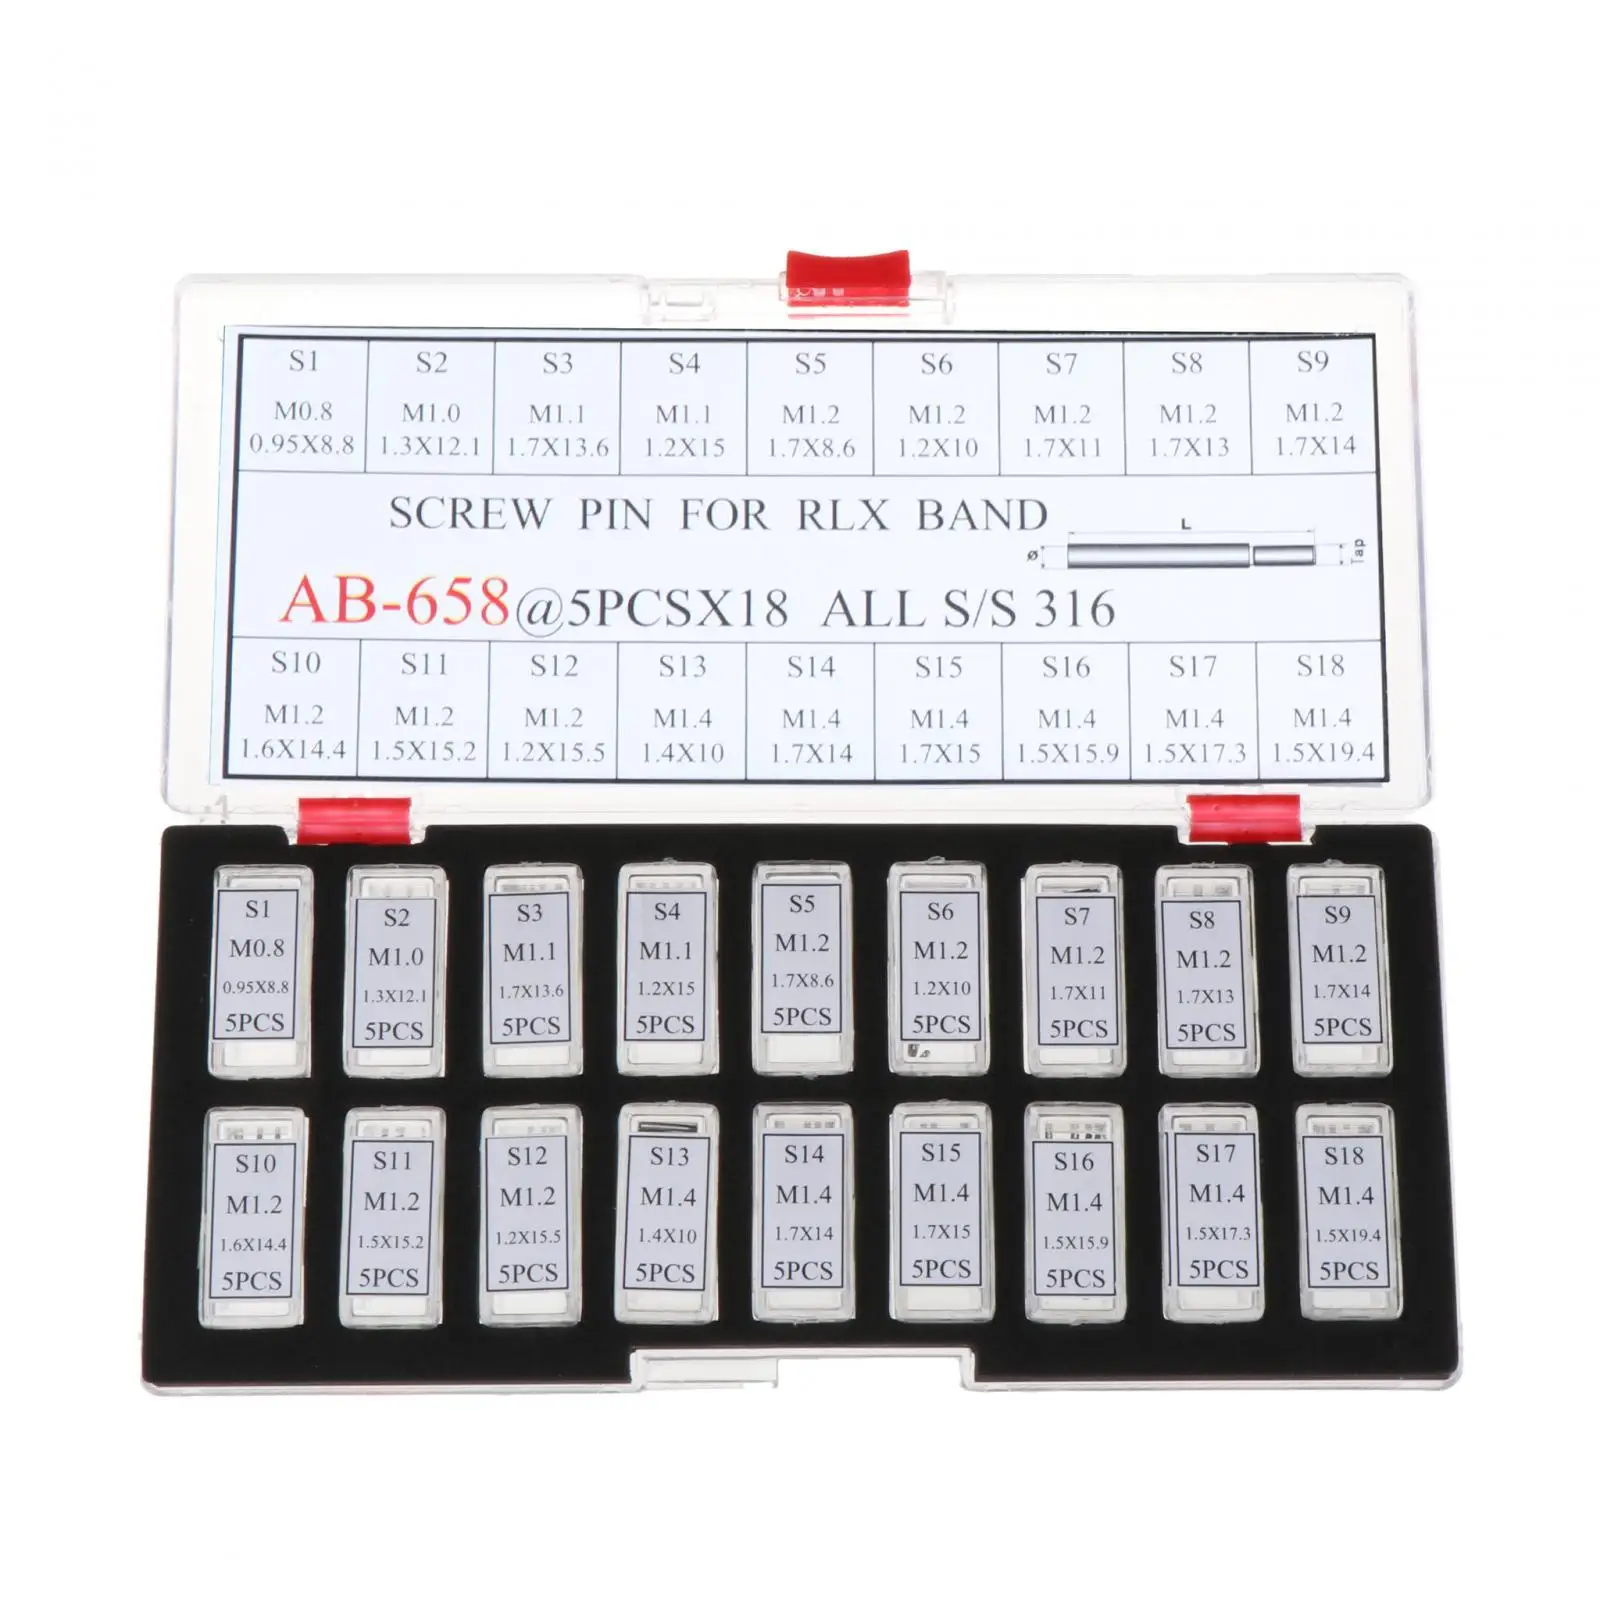 S1 S2 S3 S4 S5 S6 S7 S8 S9
M0.8 M1.0 M1.1 M1.1 M1.2 M1.2 M1.2 M1.2 M1.2
0.95X8.8 1.3X12.1 1.7X13.6 1.2X15 1.7X8.6 1.2X10 1.7X11 1.7X13 1.7X14
SCREW PIN FOR RLX BAND
L
Ø Tap
AB-658@5PCSX18 ALL S/S 316
S10 S11 S12 S13 S14 S15 S16 S17 S18
M1.2 M1.2 M1.2 M1.4 M1.4 M1.4 M1.4 M1.4 M1.4
1.6X14.4 1.5X15.2 1.2X15.5 1.4X10 1.7X14 1.7X15 1.5X15.9 1.5X17.3 1.5X19.4
S1 S2 S3 S4 S5 S6 S7 S8 S9
M0.8 M1.0 M1.1 M1.1 M1.2 M1.2 M1.2 M1.2 M1.2
0.95X8.8 1.3X12.1 1.7X13.6 1.2X15 1.7X8.6 1.2X10 1.7X11 1.7X13 1.7X14
5PCS 5PCS 5PCS 5PCS 5PCS 5PCS 5PCS 5PCS 5PCS
S10 S11 S12 S13 S14 S15 S16 S17 S18
M1.2 M1.2 M1.2 M1.4 M1.4 M1.4 M1.4 M1.4 M1.4
1.6X14.4 1.5X15.2 1.2X15.5 1.4X10 1.7X14 1.7X15 1.5X15.9 1.5X17.3 1.5X19.4
5PCS 5PCS 5PCS 5PCS 5PCS 5PCS 5PCS 5PCS 5PCS